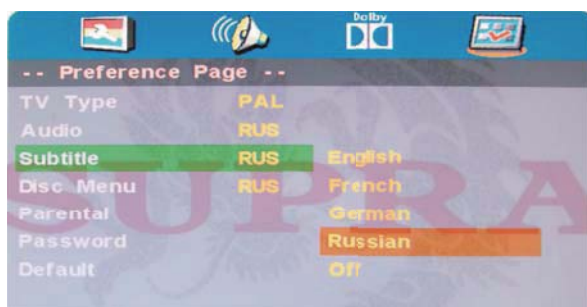 Dolby
-- Preference Page --
TV Type PAL
Audio RUS
Subtitle RUS English
Disc Menu RUS French
Parental German
Password Russian
Default Off
SUPRA